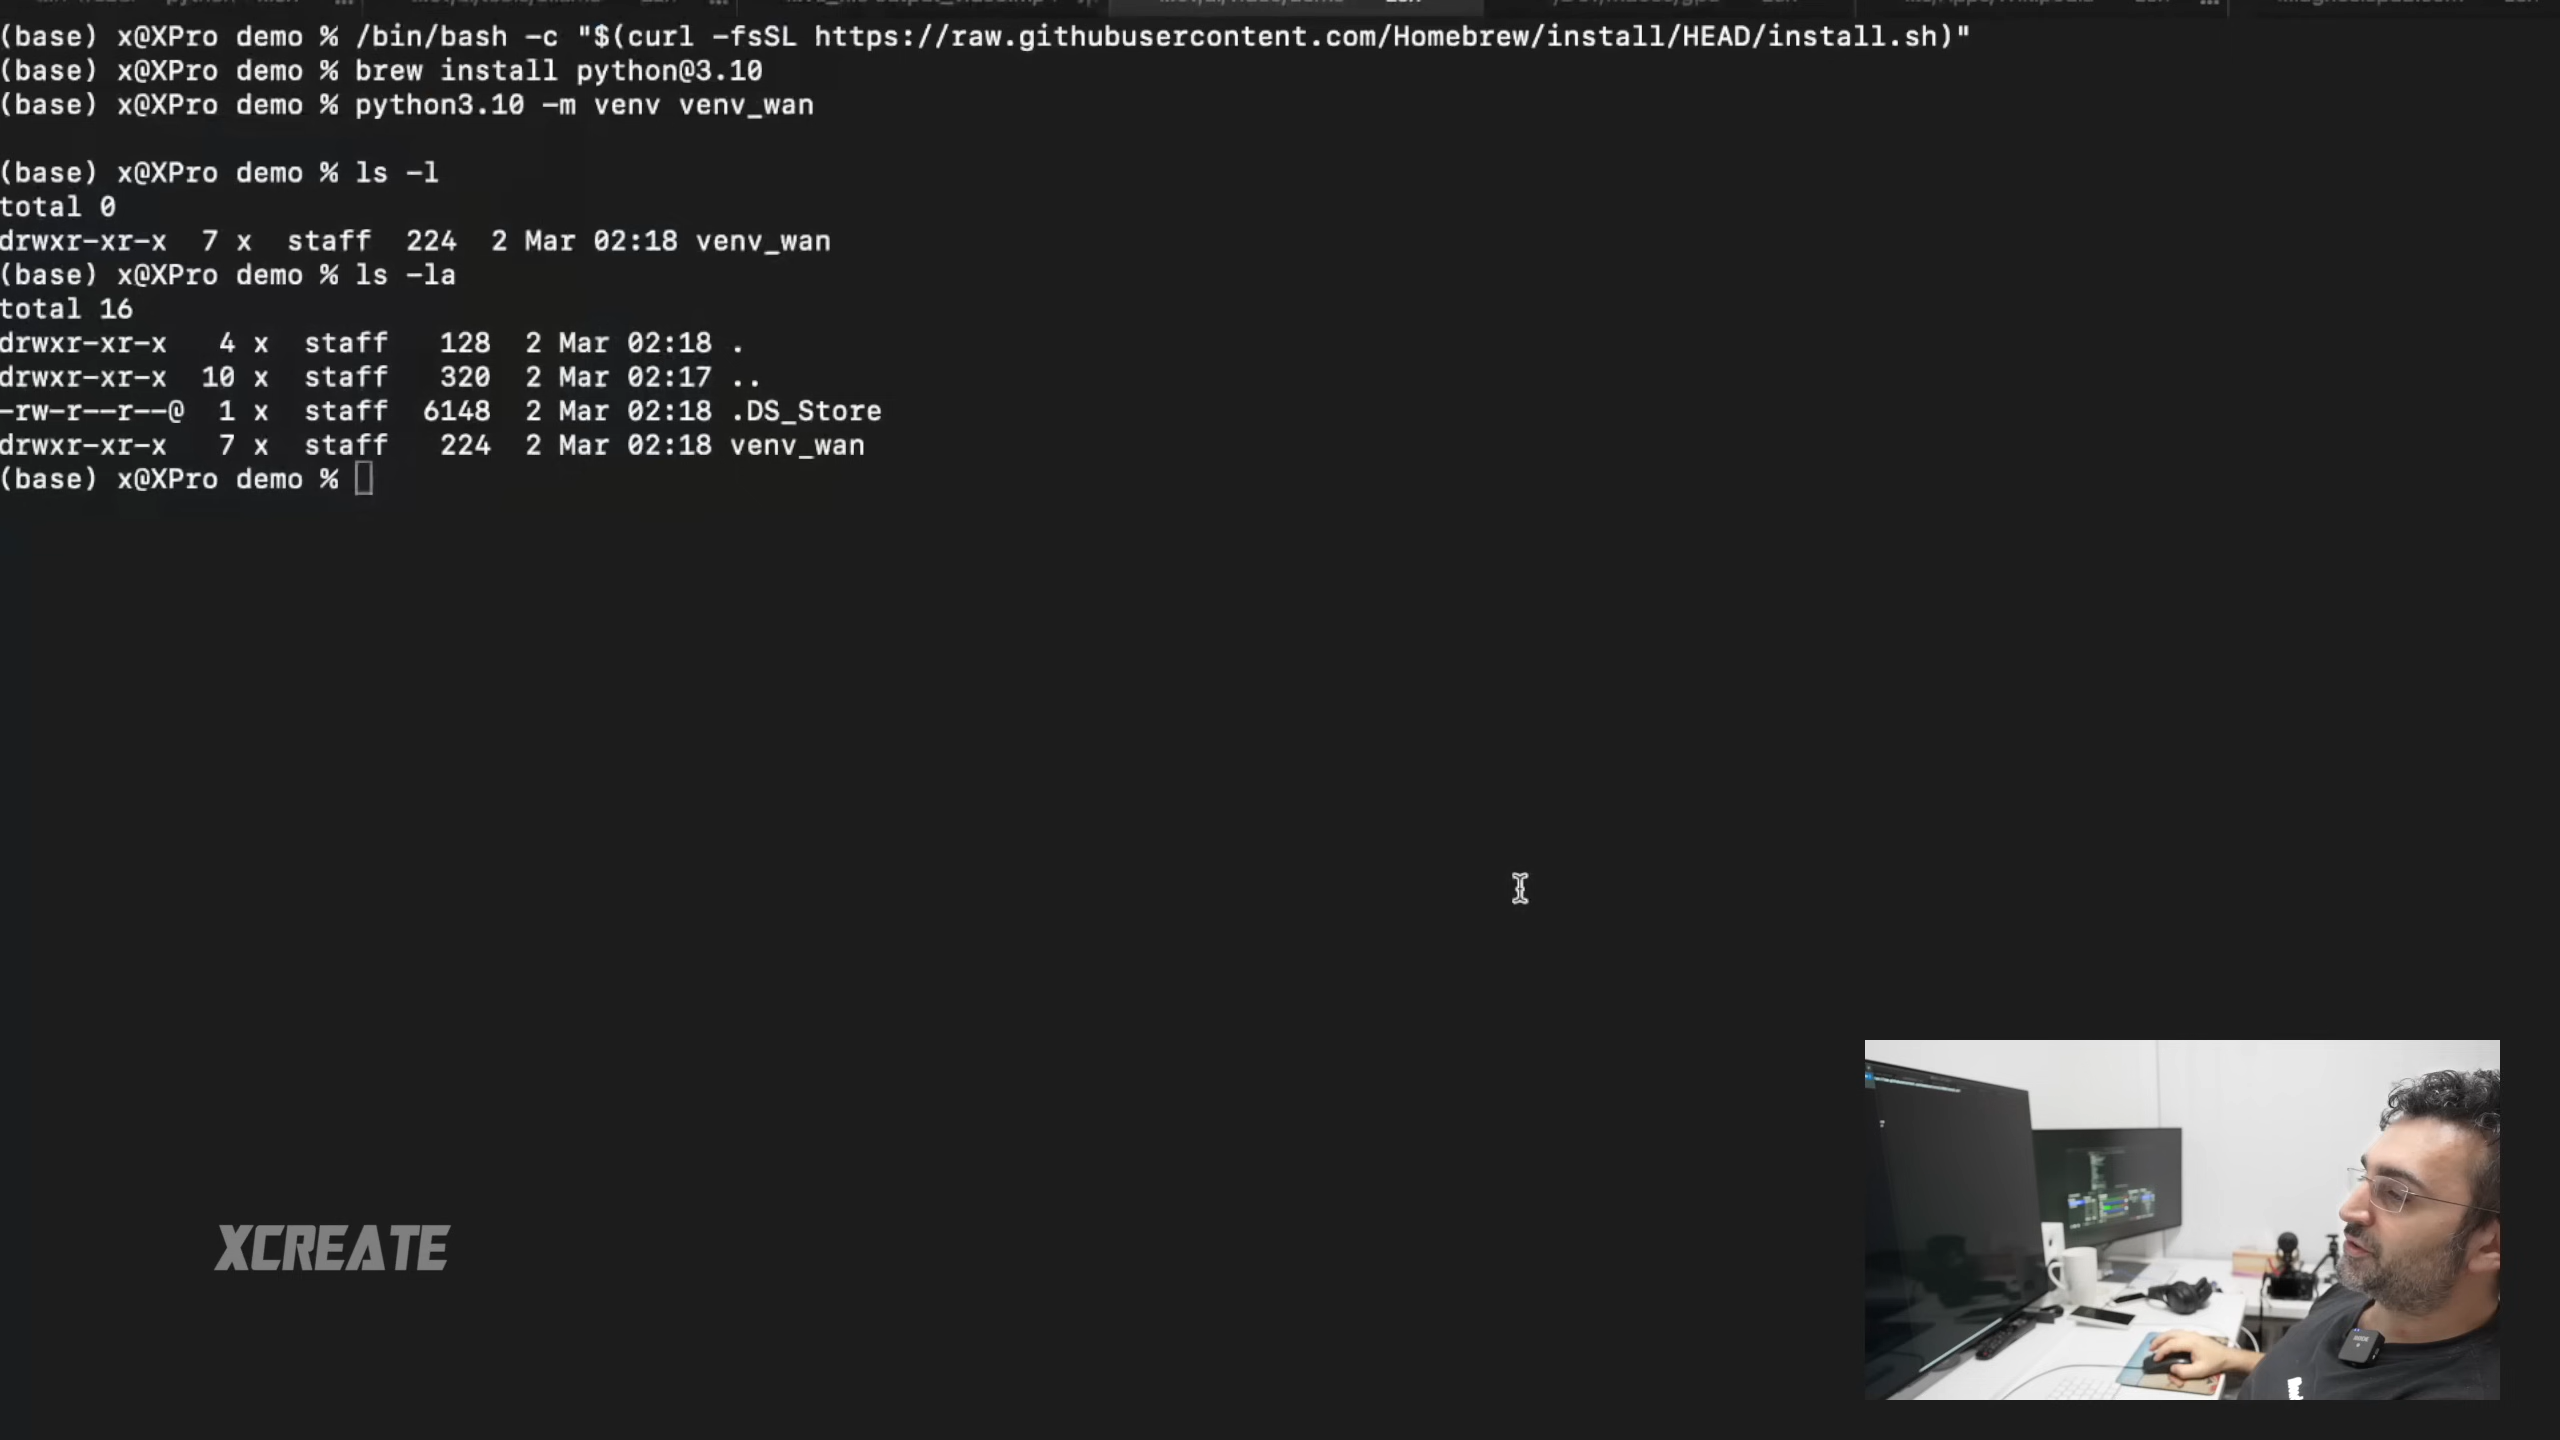 (base) x@XPro demo % /bin/bash -c "$(curl -fsSL https://raw.githubusercontent.com/Homebrew/install/HEAD/install.sh)"
(base) x@XPro demo % brew install python@3.10
(base) x@XPro demo % python3.10 -m venv venv_wan
(base) x@XPro demo % ls -l
total 0
drwxr-xr-x  7 x  staff  224  2 Mar 02:18 venv_wan
(base) x@XPro demo % ls -la
total 16
drwxr-xr-x   4 x  staff   128  2 Mar 02:18 .
drwxr-xr-x  10 x  staff   320  2 Mar 02:17 ..
-rw-r--r--@  1 x  staff  6148  2 Mar 02:18 .DS_Store
drwxr-xr-x   7 x  staff   224  2 Mar 02:18 venv_wan
(base) x@XPro demo %
XCREATE